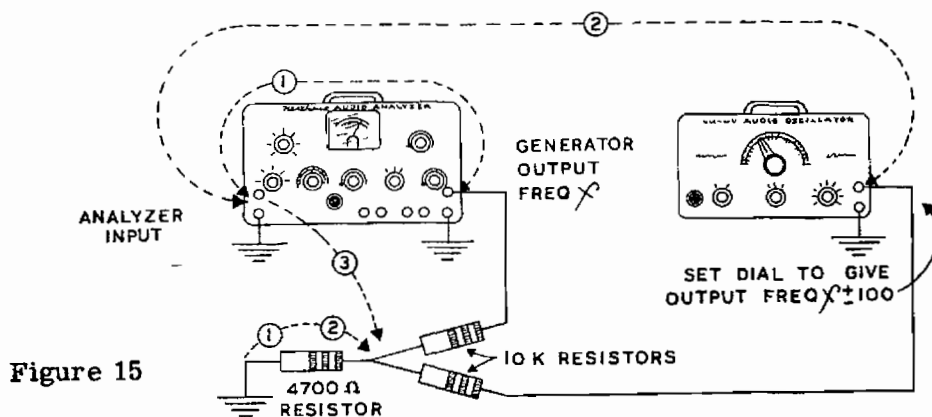 ②
①
AUDIO ANALYZER
AUDIO OSCILLATOR
GENERATOR
OUTPUT
FREQ f
ANALYZER
INPUT
③
SET DIAL TO GIVE
OUTPUT FREQ f±100
①
②
10K RESISTORS
Figure 15
4700 Ω
RESISTOR